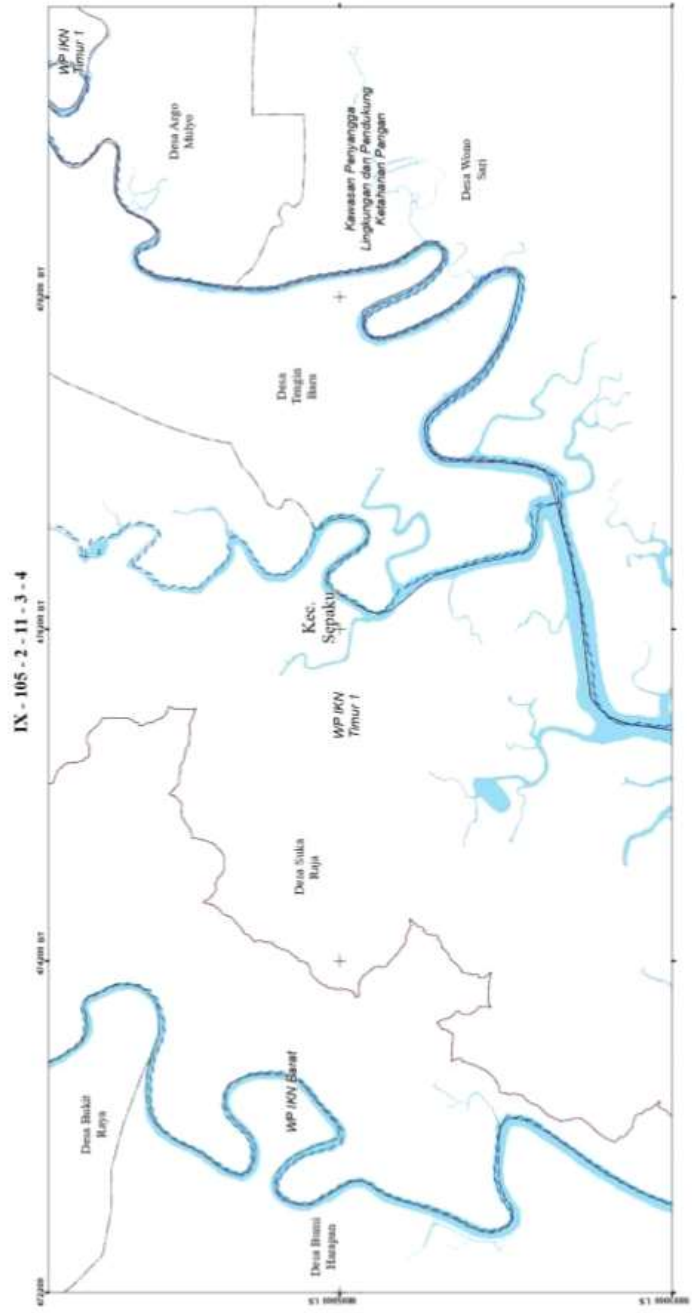 IX - 105 - 2 - 11 - 3 - 4
WP IKN
Timur 1
Desa Argo
Mulyo
Kawasan Penyangga
Lingkungan dan Pendukung
Ketahanan Pangan
Desa Wono
Sari
Desa
Tengin
Baru
Kec.
Sepaku
WP IKN
Timur 1
Desa Suka
Raja
WP IKN Barat
Desa Bukit
Raya
Desa Bumi
Harapan